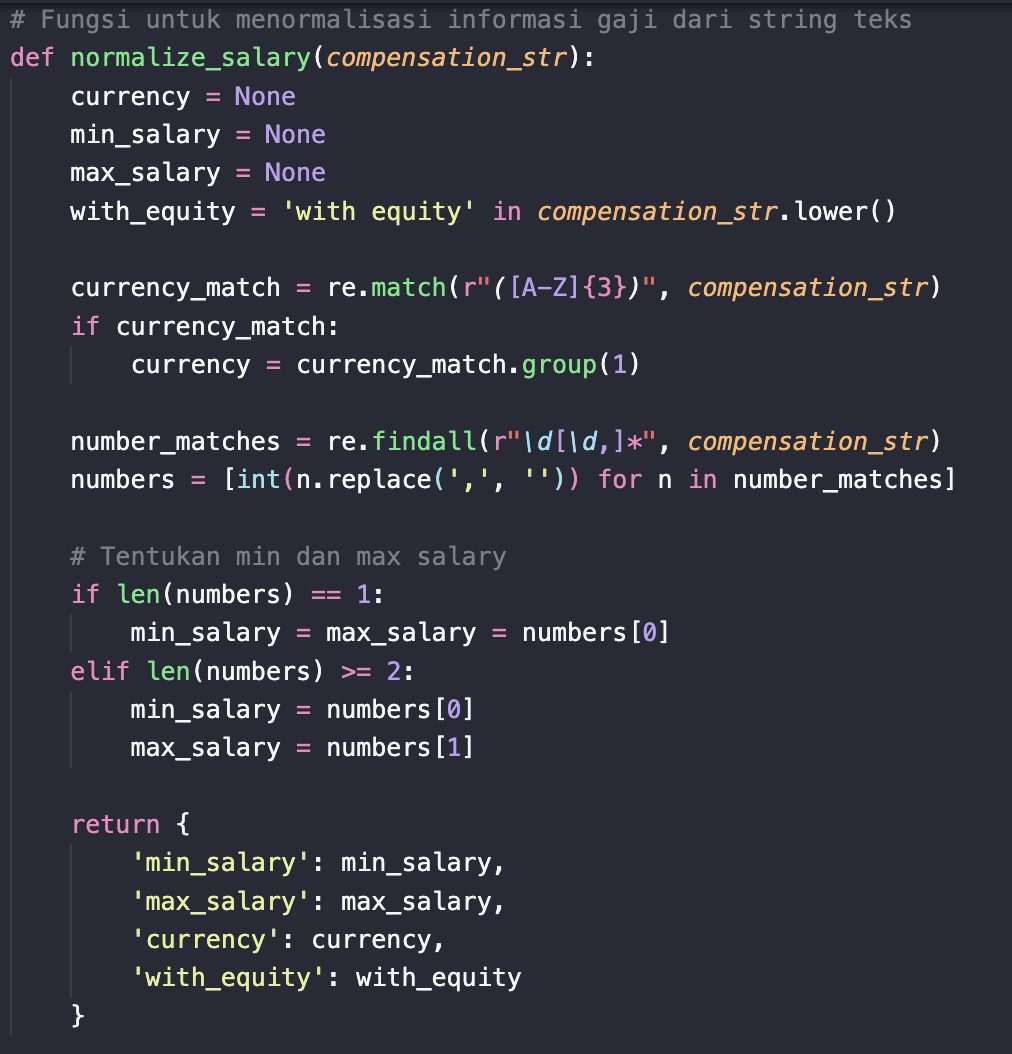 # Fungsi untuk menormalisasi informasi gaji dari string teks
def normalize_salary(compensation_str):
    currency = None
    min_salary = None
    max_salary = None
    with_equity = 'with equity' in compensation_str.lower()

    currency_match = re.match(r"([A-Z]{3})", compensation_str)
    if currency_match:
        currency = currency_match.group(1)

    number_matches = re.findall(r"\d[\d,]*", compensation_str)
    numbers = [int(n.replace(',', '')) for n in number_matches]

    # Tentukan min dan max salary
    if len(numbers) == 1:
        min_salary = max_salary = numbers[0]
    elif len(numbers) >= 2:
        min_salary = numbers[0]
        max_salary = numbers[1]

    return {
        'min_salary': min_salary,
        'max_salary': max_salary,
        'currency': currency,
        'with_equity': with_equity
    }